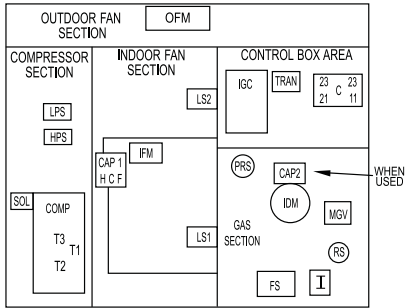 OUTDOOR FAN
SECTION
OFM
COMPRESSOR
SECTION
INDOOR FAN
SECTION
CONTROL BOX AREA
LPS
HPS
SOL
COMP
T3
T1
T2
LS2
CAP 1
H C F
IFM
LS1
IGC
TRAN
23 23
C
21 11
PRS
CAP2
WHEN
USED
IDM
MGV
GAS
SECTION
RS
FS
I